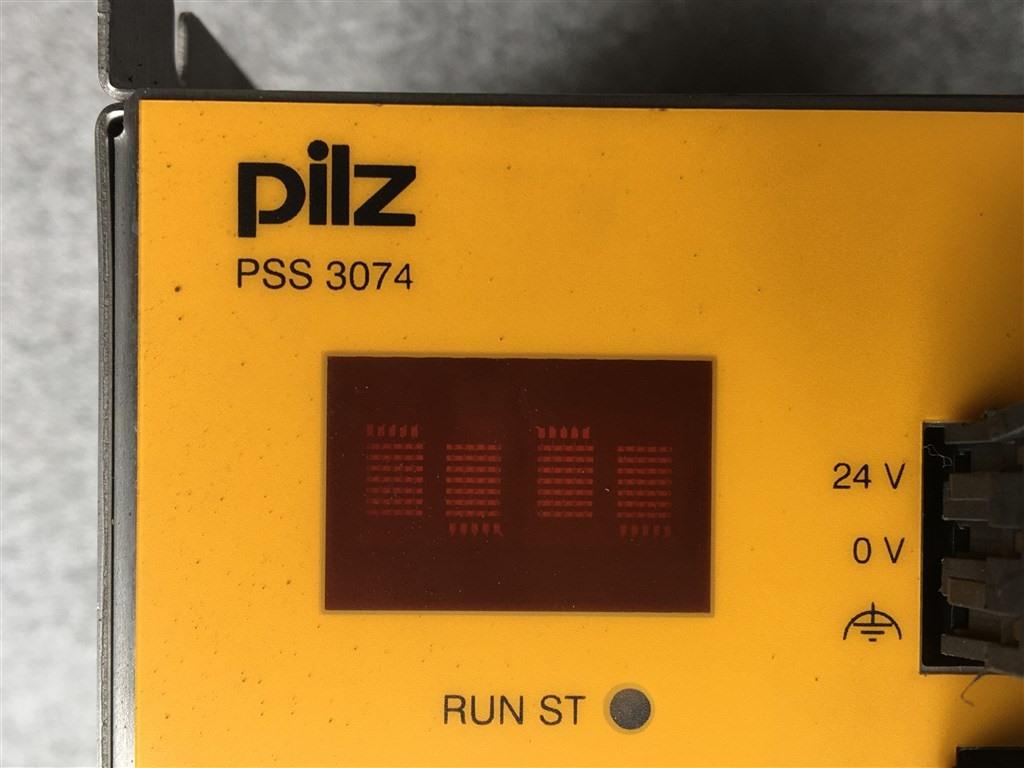 pilz
PSS 3074
24 V
0 V
RUN ST